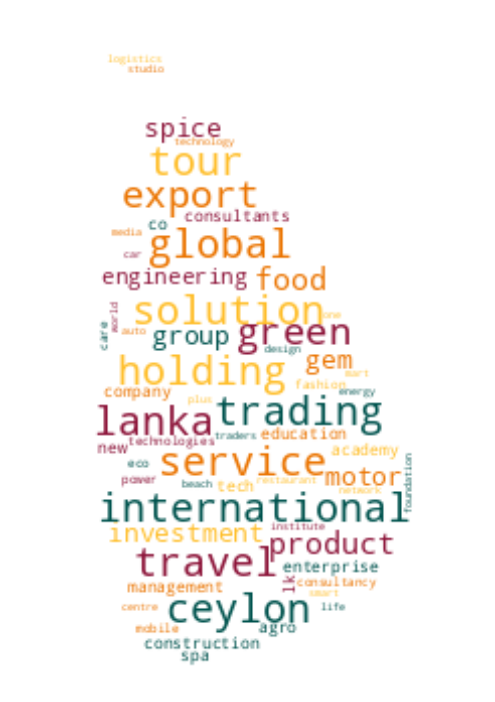 logistics
studio
spice
technology
tour
export
consultants
co
media
global
car
engineering food
world
solution one
care auto group green
design
holding gem
mart
company fashion energy
plus
lanka trading
new technologies traders education
academy
eco service
power beach tech restaurant motor
network foundation
international
investment institute
product
travel enterprise
lk consultancy
management smart
centre ceylon life
mobile agro
construction
spa